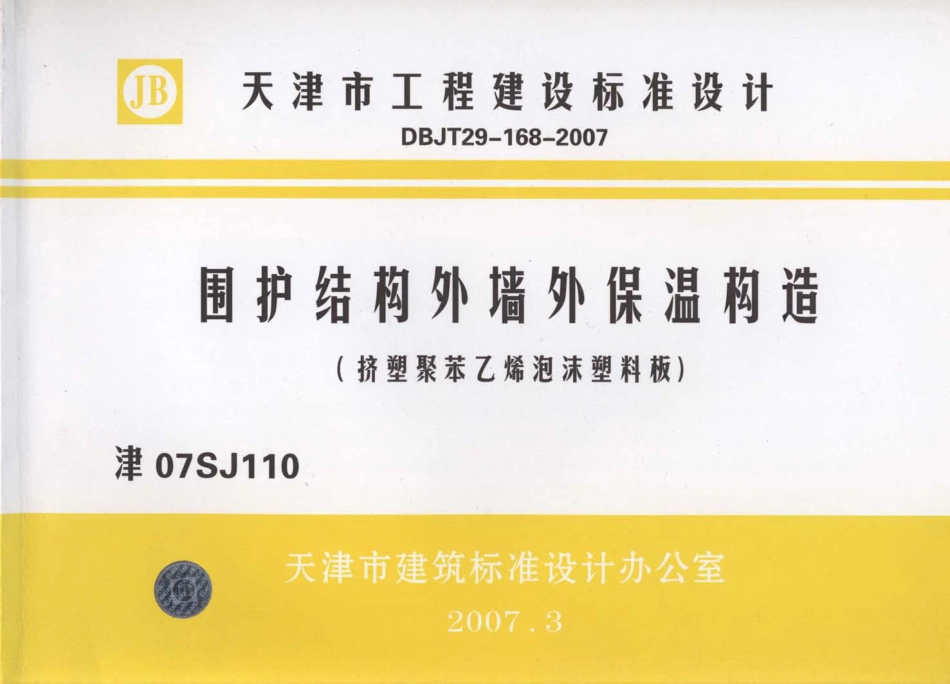 JB
天津市工程建设标准设计
DBJT29-168-2007
围护结构外墙外保温构造
(挤塑聚苯乙烯泡沫塑料板)
津 07SJ110
天津市建筑标准设计办公室
2007.3